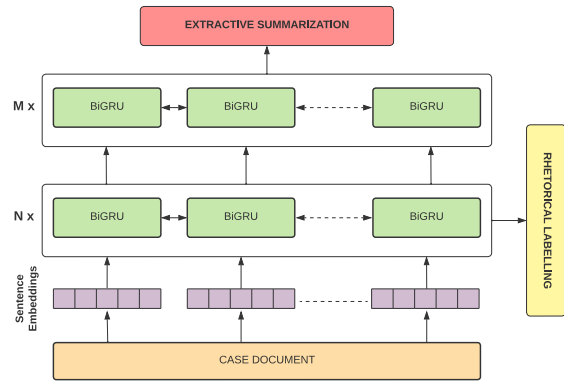 EXTRACTIVE SUMMARIZATION
M x
BiGRU
BiGRU
BiGRU
N x
BiGRU
BiGRU
BiGRU
RHETORICAL LABELLING
Sentence
Embeddings
CASE DOCUMENT